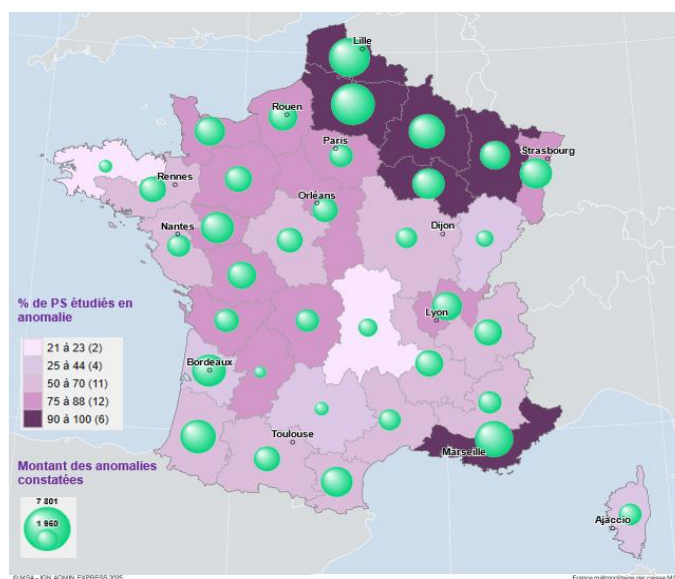 Lille
Rouen
Paris
Strasbourg
Rennes
Orléans
Nantes
Dijon
Lyon
Bordeaux
Toulouse
Marseille
Ajaccio
% de PS étudiés en
anomalie
21 à 23 (2)
25 à 44 (4)
50 à 70 (11)
75 à 88 (12)
90 à 100 (6)
Montant des anomalies
constatées
7 801
1 960
© MSA - IGN ADMIN EXPRESS 2025
France métropolitaine par caisse MSA